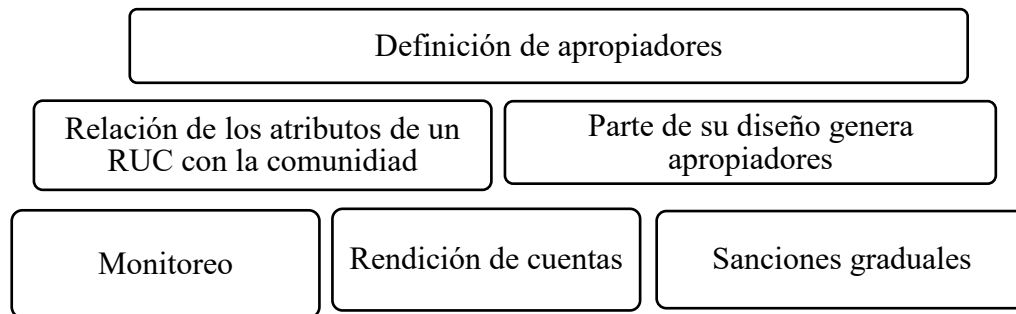 Definición de apropiadores
Relación de los atributos de un
RUC con la comunidiad
Parte de su diseño genera
apropiadores
Monitoreo
Rendición de cuentas
Sanciones graduales